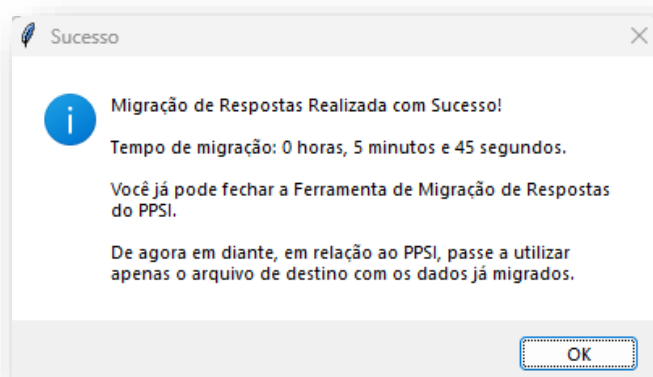 Sucesso
Migração de Respostas Realizada com Sucesso!
Tempo de migração: 0 horas, 5 minutos e 45 segundos.
Você já pode fechar a Ferramenta de Migração de Respostas
do PPSI.
De agora em diante, em relação ao PPSI, passe a utilizar
apenas o arquivo de destino com os dados já migrados.
OK